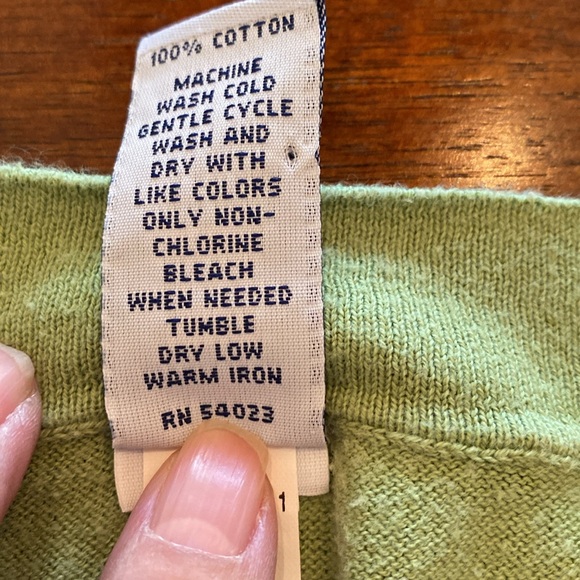 100% COTTON
MACHINE
WASH COLD
GENTLE CYCLE
WASH AND
DRY WITH
LIKE COLORS
ONLY NON-
CHLORINE
BLEACH
WHEN NEEDED
TUMBLE
DRY LOW
WARM IRON
RN 54023
1